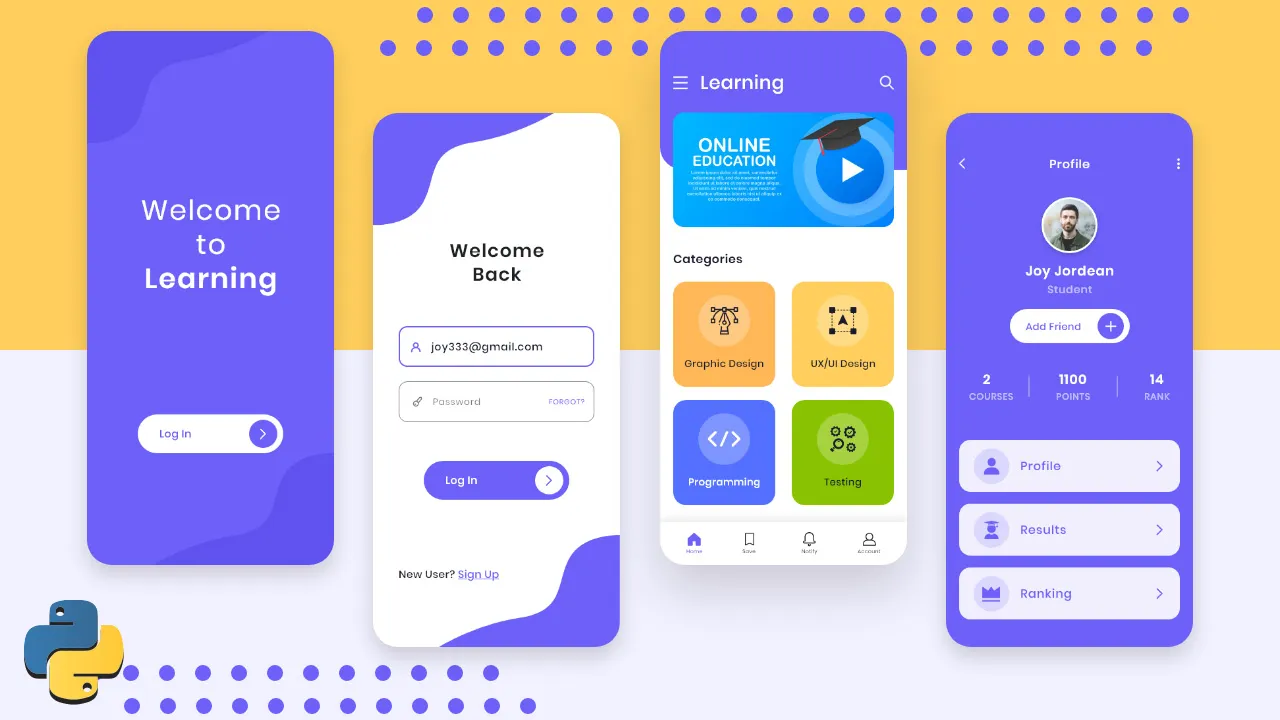 Welcome
to
Learning
Log In
Welcome
Back
joy333@gmail.com
Password
FORGOT?
Log In
New User? Sign Up
Learning
ONLINE
EDUCATION
Categories
Graphic Design
UX/UI Design
Programming
Testing
Home
Save
Notify
Account
Profile
Joy Jordean
Student
Add Friend
2
COURSES
1100
POINTS
14
RANK
Profile
Results
Ranking